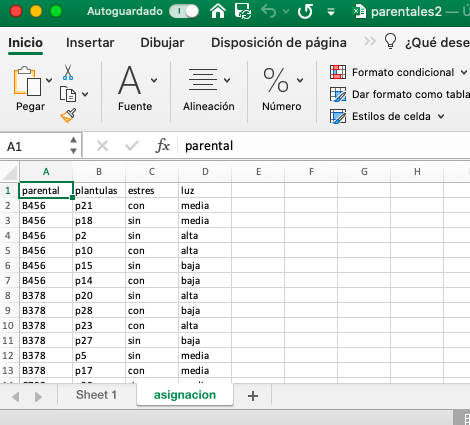 Autoguardado parentales2
Inicio Insertar Dibujar Disposición de página >> ¿Qué dese
Pegar Fuente Alineación Número
Formato condicional
Dar formato como tabla
Estilos de celda
A1 fx parental
A B C D E F G H
1 parental plantulas estres luz
2 B456 p21 con media
3 B456 p18 sin media
4 B456 p2 sin alta
5 B456 p10 con alta
6 B456 p15 sin baja
7 B456 p14 con baja
8 B378 p20 sin alta
9 B378 p28 con baja
10 B378 p23 con alta
11 B378 p27 sin baja
12 B378 p5 sin media
13 B378 p17 con media
Sheet 1 asignacion +